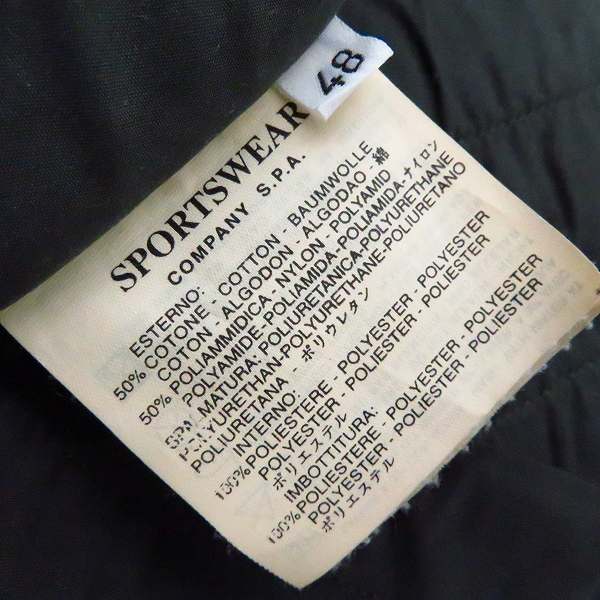 48
SPORTSWEAR
COMPANY S.P.A.
ESTERNO:
50% COTONE - COTTON - BAUMWOLLE
COTON - ALGODON - ALGODAO - 綿
50% POLIAMMIDICA - NYLON - POLYAMID
POLYAMIDE-POLIAMIDA-POLIAMIDA-ナイロン
SPALMATURA: POLIURETANICA-POLYURETHANE
POLYURETHAN-POLYURETHANE-POLIURETANO
POLIURETANA - ポリウレタン
INTERNO:
100% POLIESTERE - POLYESTER - POLYESTER
POLYESTER - POLIESTER - POLIESTER
ポリエステル
IMBOTTITURA:
100% POLIESTERE - POLYESTER - POLYESTER
POLYESTER - POLIESTER - POLIESTER
ポリエステル